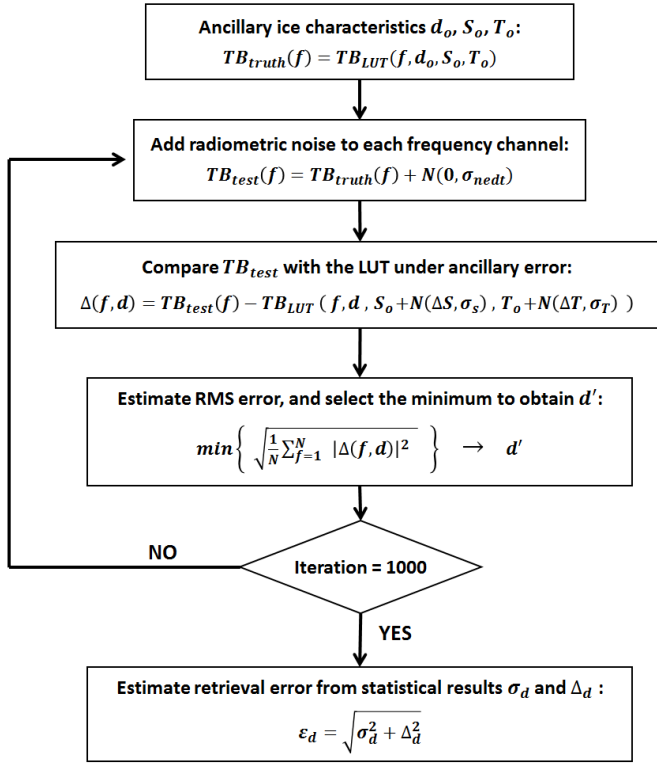 Ancillary ice characteristics d_o, S_o, T_o:
TB_truth(f) = TB_LUT(f, d_o, S_o, T_o)
Add radiometric noise to each frequency channel:
TB_test(f) = TB_truth(f) + N(0, σ_nedt)
Compare TB_test with the LUT under ancillary error:
Δ(f, d) = TB_test(f) − TB_LUT ( f, d , S_o+N(ΔS, σ_s) , T_o+N(ΔT, σ_T) )
Estimate RMS error, and select the minimum to obtain d′:
min{ √(1/N ∑_{f=1}^{N} |Δ(f, d)|²) } → d′
NO
Iteration = 1000
YES
Estimate retrieval error from statistical results σ_d and Δ_d :
ε_d = √(σ_d² + Δ_d²)